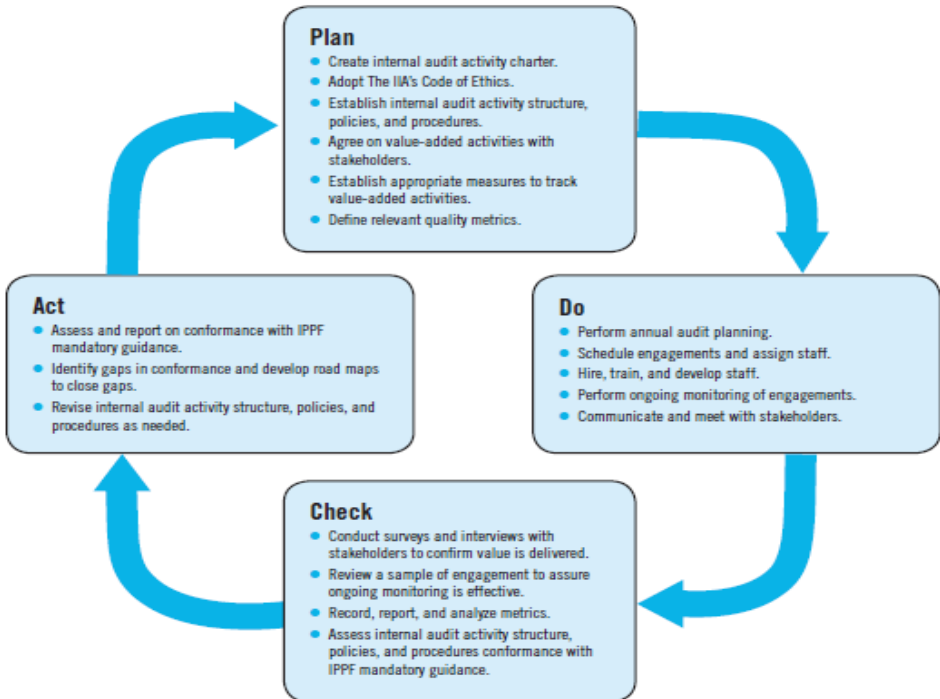 Plan
• Create internal audit activity charter.
• Adopt The IIA's Code of Ethics.
• Establish internal audit activity structure,
policies, and procedures.
• Agree on value-added activities with
stakeholders.
• Establish appropriate measures to track
value-added activities.
• Define relevant quality metrics.
Do
• Perform annual audit planning.
• Schedule engagements and assign staff.
• Hire, train, and develop staff.
• Perform ongoing monitoring of engagements.
• Communicate and meet with stakeholders.
Check
• Conduct surveys and interviews with
stakeholders to confirm value is delivered.
• Review a sample of engagement to assure
ongoing monitoring is effective.
• Record, report, and analyze metrics.
• Assess internal audit activity structure,
policies, and procedures conformance with
IPPF mandatory guidance.
Act
• Assess and report on conformance with IPPF
mandatory guidance.
• Identify gaps in conformance and develop road maps
to close gaps.
• Revise internal audit activity structure, policies, and
procedures as needed.